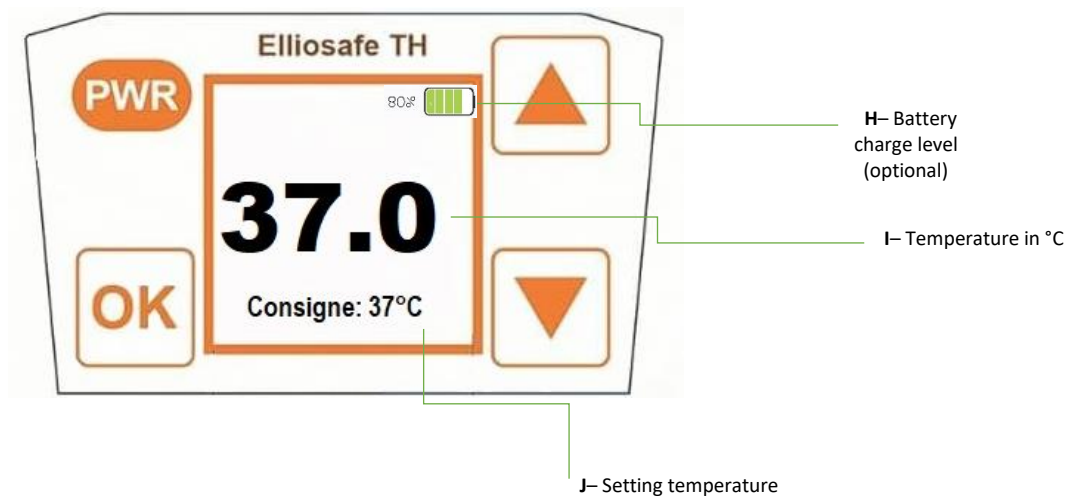 Elliosafe TH
PWR
80%
37.0
OK
Consigne: 37°C
H– Battery
charge level
(optional)
I– Temperature in °C
J– Setting temperature